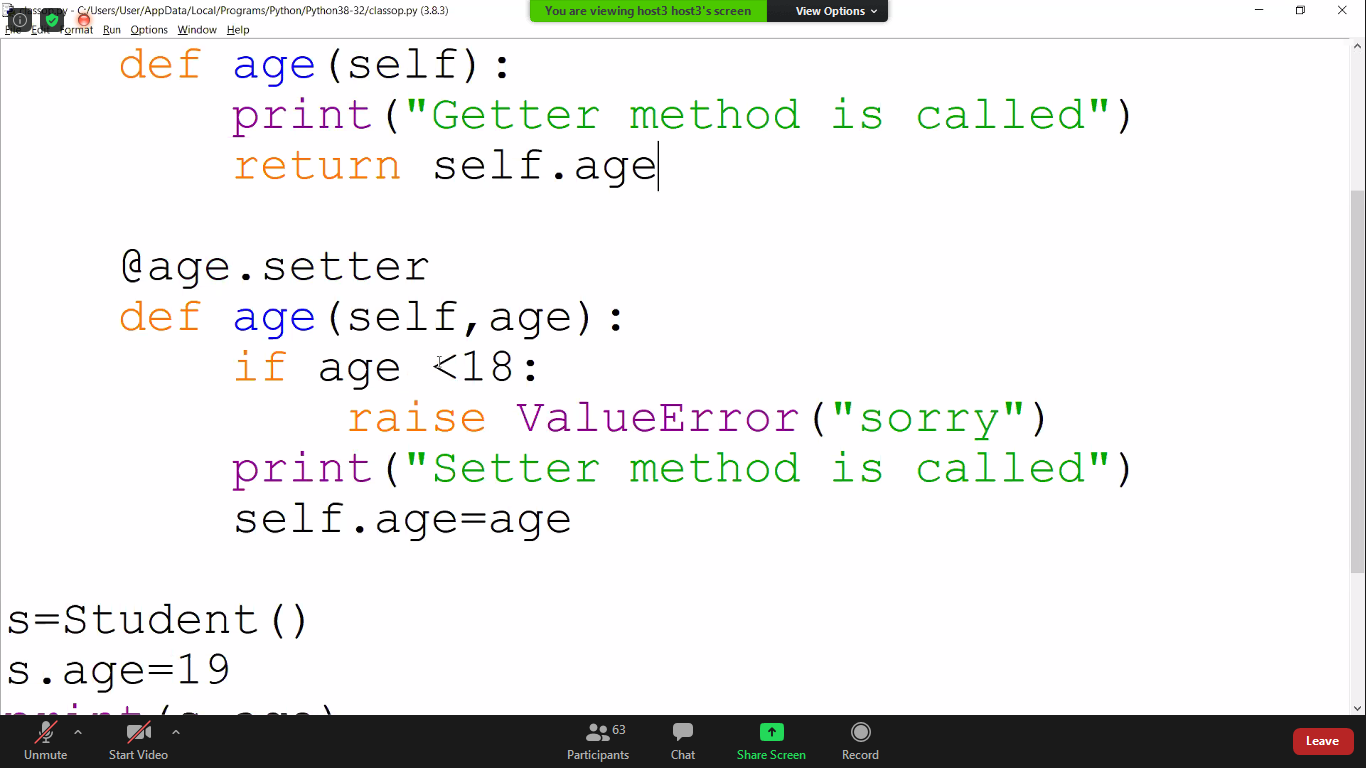 classop.py - C:/Users/User/AppData/Local/Programs/Python/Python38-32/classop.py (3.8.3)
You are viewing host3 host3's screen
View Options
File Edit Format Run Options Window Help
def age(self):
print("Getter method is called")
return self.age
@age.setter
def age(self,age):
if age <18:
raise ValueError("sorry")
print("Setter method is called")
self.age=age
s=Student()
s.age=19
print(s.age)
Unmute
Start Video
63
Participants
Chat
Share Screen
Record
Leave